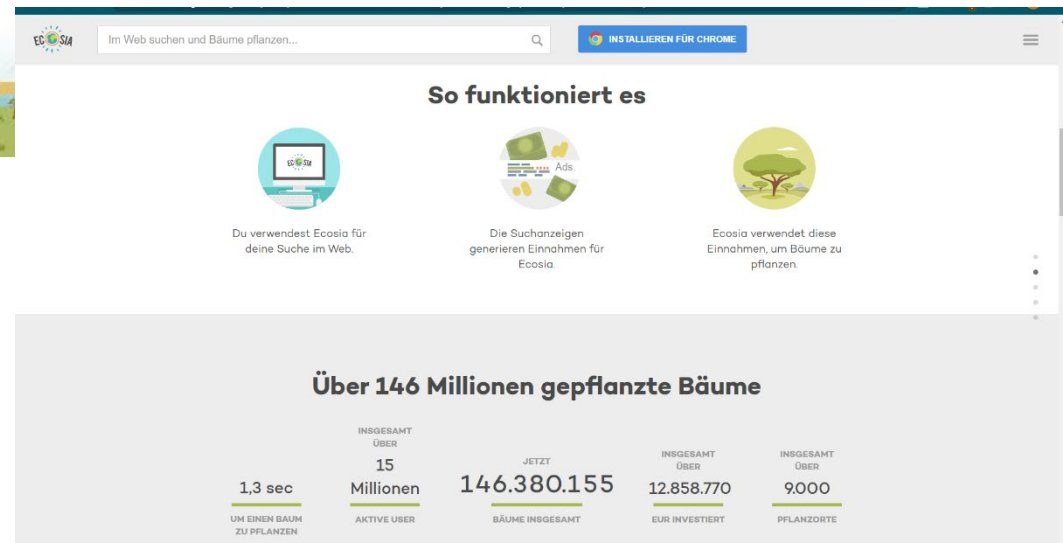 ECOSIA
Im Web suchen und Bäume pflanzen...
INSTALLIEREN FÜR CHROME
So funktioniert es
ECOSIA
Ads
Du verwendest Ecosia für
deine Suche im Web.
Die Suchanzeigen
generieren Einnahmen für
Ecosia.
Ecosia verwendet diese
Einnahmen, um Bäume zu
pflanzen.
Über 146 Millionen gepflanzte Bäume
1,3 sec
UM EINEN BAUM
ZU PFLANZEN
INSGESAMT
ÜBER
15
Millionen
AKTIVE USER
JETZT
146.380.155
BÄUME INSGESAMT
INSGESAMT
ÜBER
12.858.770
EUR INVESTIERT
INSGESAMT
ÜBER
9.000
PFLANZORTE